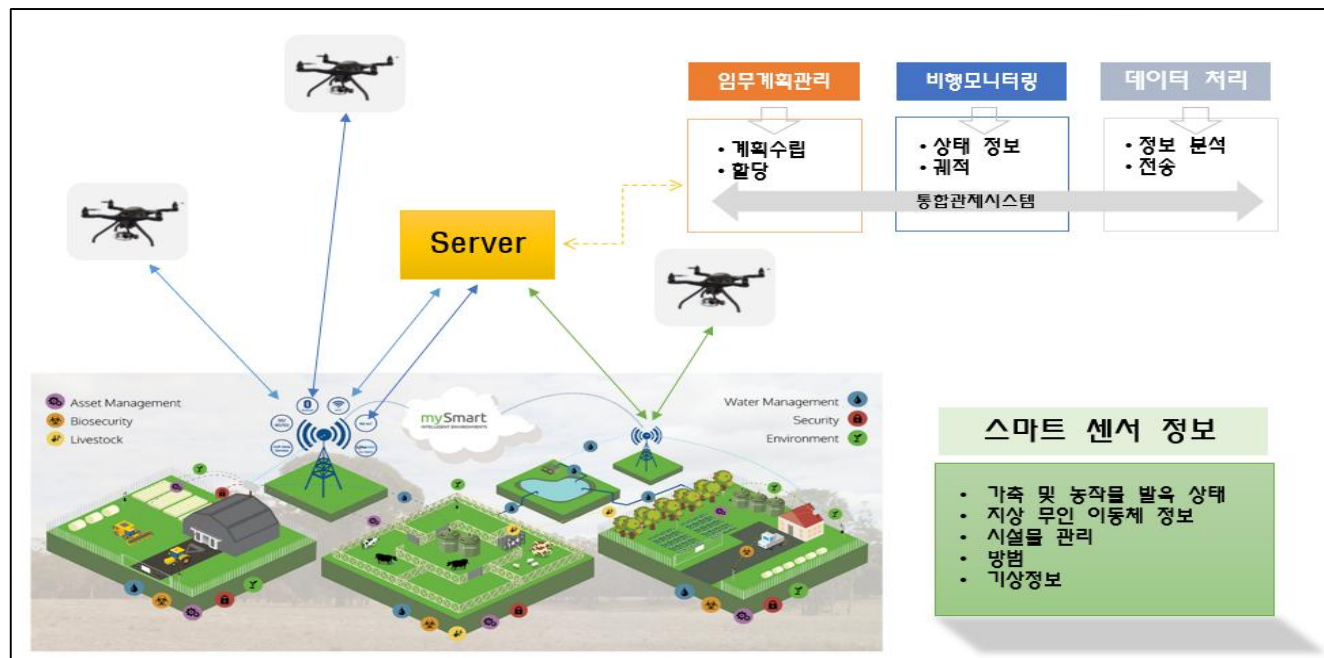 임무계획관리
비행모니터링
데이터 처리
• 계획수립
• 할당
• 상태 정보
• 궤적
• 정보 분석
• 전송
통합관제시스템
Server
Asset Management
Biosecurity
Livestock
mySmart
INTELLIGENT ENVIRONMENTS
Water Management
Security
Environment
스마트 센서 정보
• 가축 및 농작물 발육 상태
• 지상 무인 이동체 정보
• 시설물 관리
• 방범
• 기상정보